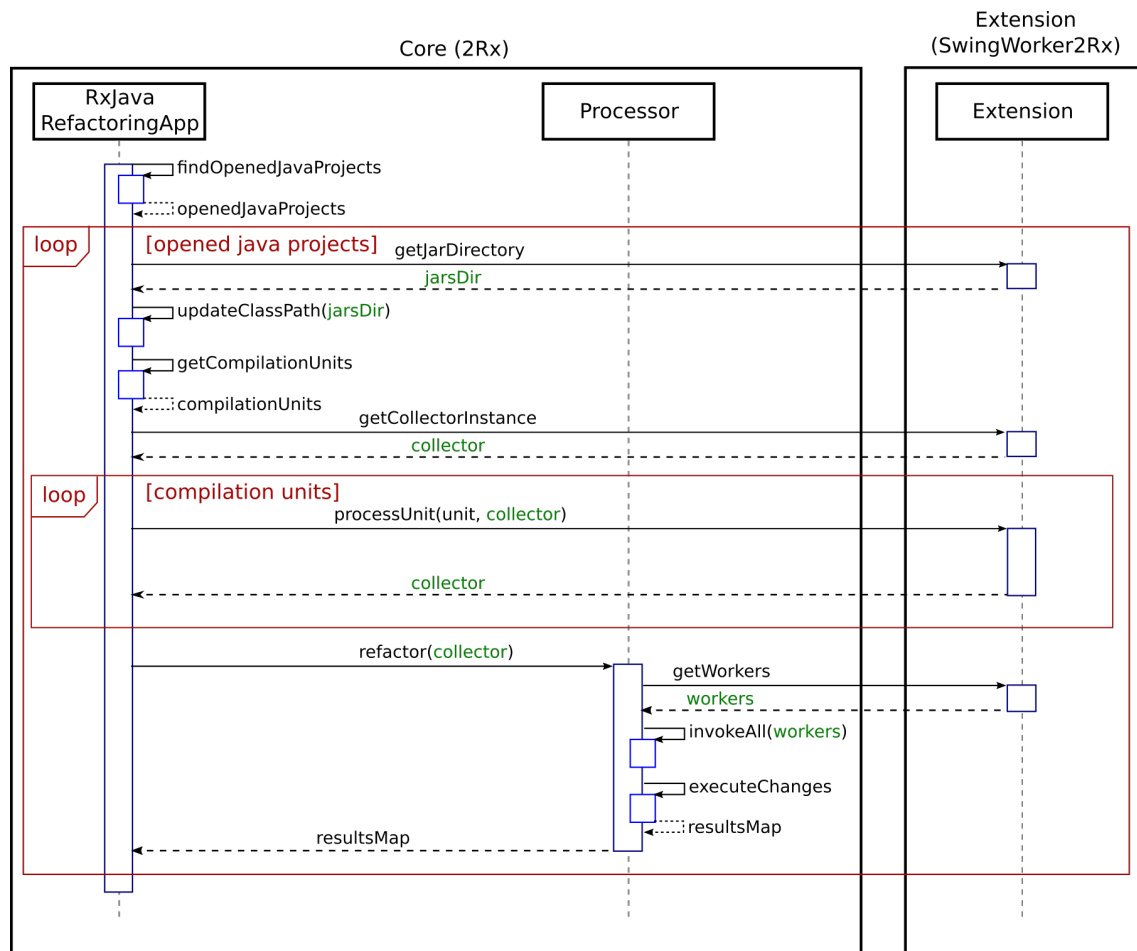 Extension
(SwingWorker2Rx)
Core (2Rx)
RxJava
RefactoringApp
Processor
Extension
findOpenedJavaProjects
openedJavaProjects
loop
[opened java projects]
getJarDirectory
jarsDir
updateClassPath(jarsDir)
getCompilationUnits
compilationUnits
getCollectorInstance
collector
loop
[compilation units]
processUnit(unit, collector)
collector
refactor(collector)
getWorkers
workers
invokeAll(workers)
executeChanges
resultsMap
resultsMap